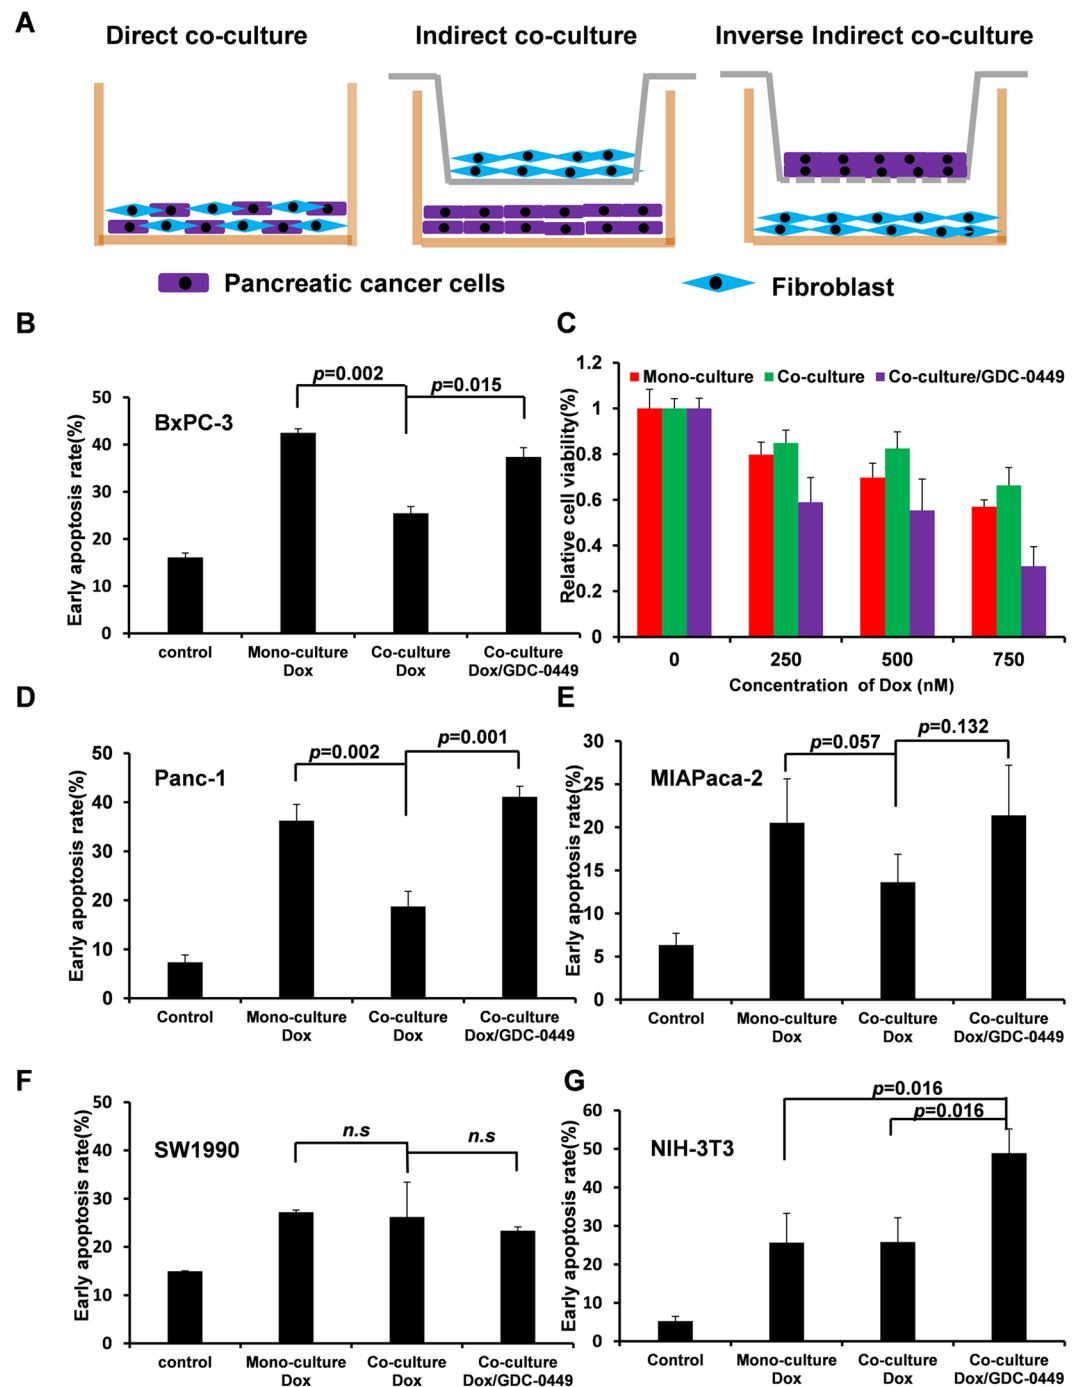 A
Direct co-culture
Indirect co-culture
Inverse Indirect co-culture
Pancreatic cancer cells
Fibroblast
B
BxPC-3
Early apoptosis rate(%)
50
40
30
20
10
0
p=0.002
p=0.015
control
Mono-culture
Dox
Co-culture
Dox
Co-culture
Dox/GDC-0449
C
Relative cell viability(%)
1.2
1
0.8
0.6
0.4
0.2
0
Mono-culture
Co-culture
Co-culture/GDC-0449
0
250
500
750
Concentration of Dox (nM)
D
Panc-1
Early apoptosis rate(%)
50
40
30
20
10
0
p=0.002
p=0.001
Control
Mono-culture
Dox
Co-culture
Dox
Co-culture
Dox/GDC-0449
E
MIAPaca-2
Early apoptosis rate(%)
30
25
20
15
10
5
0
p=0.057
p=0.132
Control
Mono-culture
Dox
Co-culture
Dox
Co-culture
Dox/GDC-0449
F
SW1990
Early apoptosis rate(%)
50
40
30
20
10
0
n.s
n.s
control
Mono-culture
Dox
Co-culture
Dox
Co-culture
Dox/GDC-0449
G
NIH-3T3
Early apoptosis rate(%)
60
50
40
30
20
10
0
p=0.016
p=0.016
Control
Mono-culture
Dox
Co-culture
Dox
Co-culture
Dox/GDC-0449